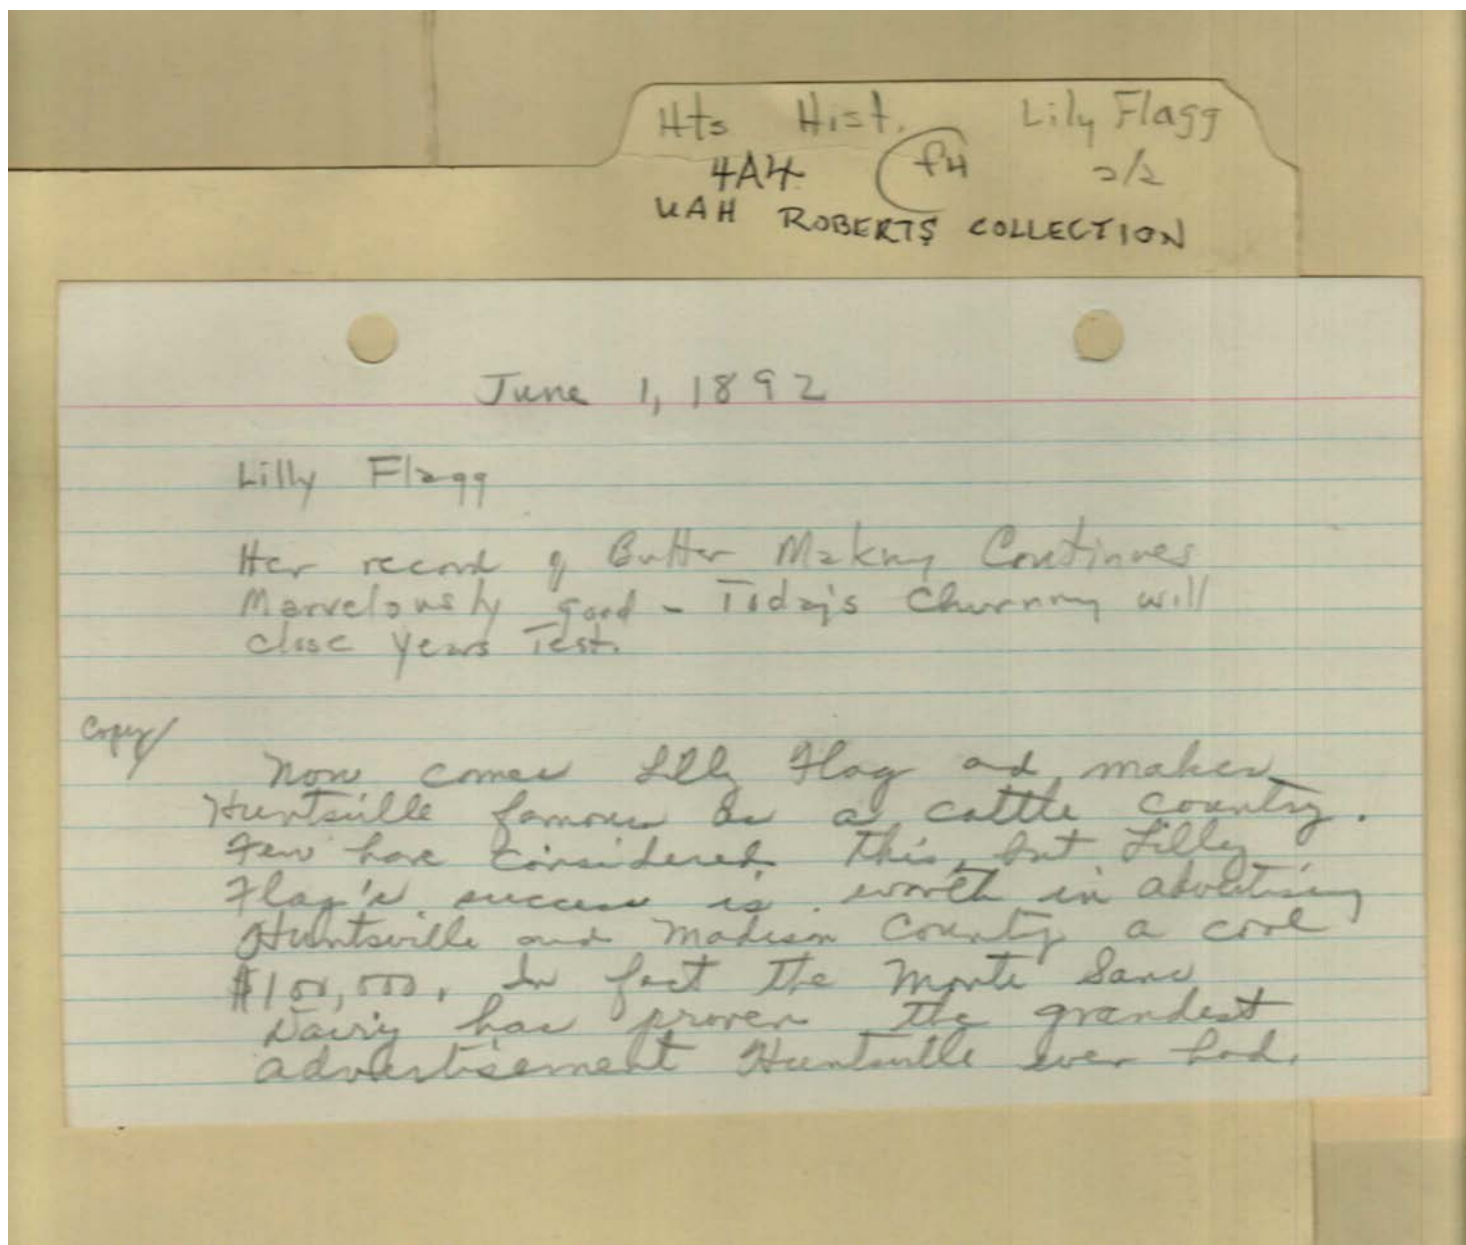 Hts Hist. Lily Flagg
4A4 f4 2/2
UAH ROBERTS COLLECTION
June 1, 1892
Lilly Flagg
Her record of Butter Making Continues
Marvelously good - Today's Churning will
close years Test.
Copy/
Now comes Lilly Flag and makes
Huntsville famous as a cattle country.
Few have considered this, but Lilly
Flag's success is worth in advertising
Huntsville and Madison County a cool
$100,000. In fact the Monte Sano
Dairy has proven the grandest
advertisement Huntsville ever had.